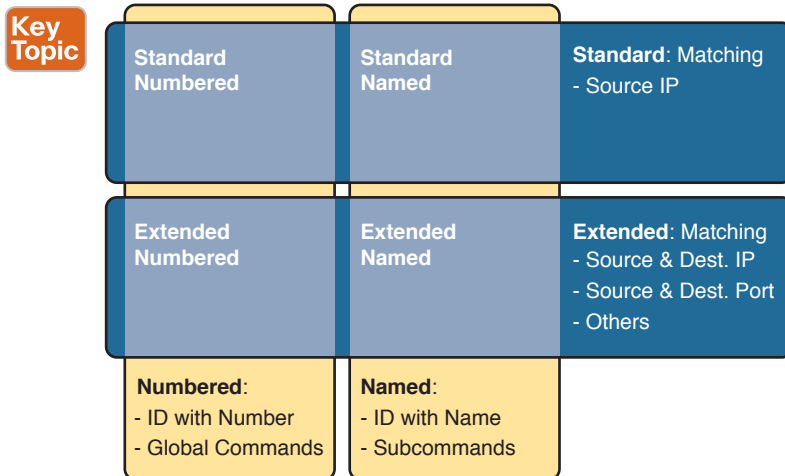 Key
Topic
Standard
Numbered
Standard
Named
Standard: Matching
- Source IP
Extended
Numbered
Extended
Named
Extended: Matching
- Source & Dest. IP
- Source & Dest. Port
- Others
Numbered:
- ID with Number
- Global Commands
Named:
- ID with Name
- Subcommands